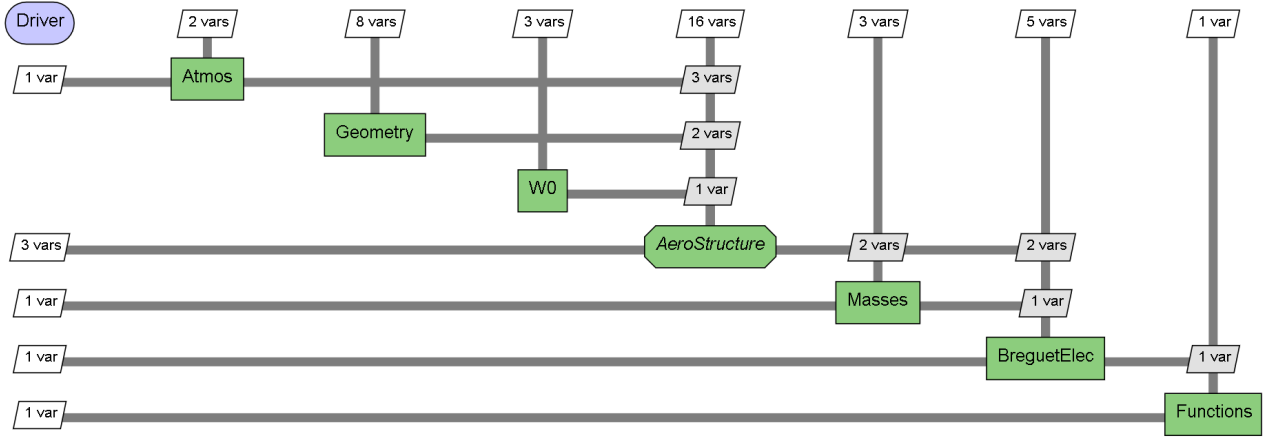 Driver
2 vars
8 vars
3 vars
16 vars
3 vars
5 vars
1 var
1 var
Atmos
3 vars
Geometry
2 vars
W0
1 var
3 vars
AeroStructure
2 vars
2 vars
1 var
Masses
1 var
1 var
BreguetElec
1 var
1 var
Functions